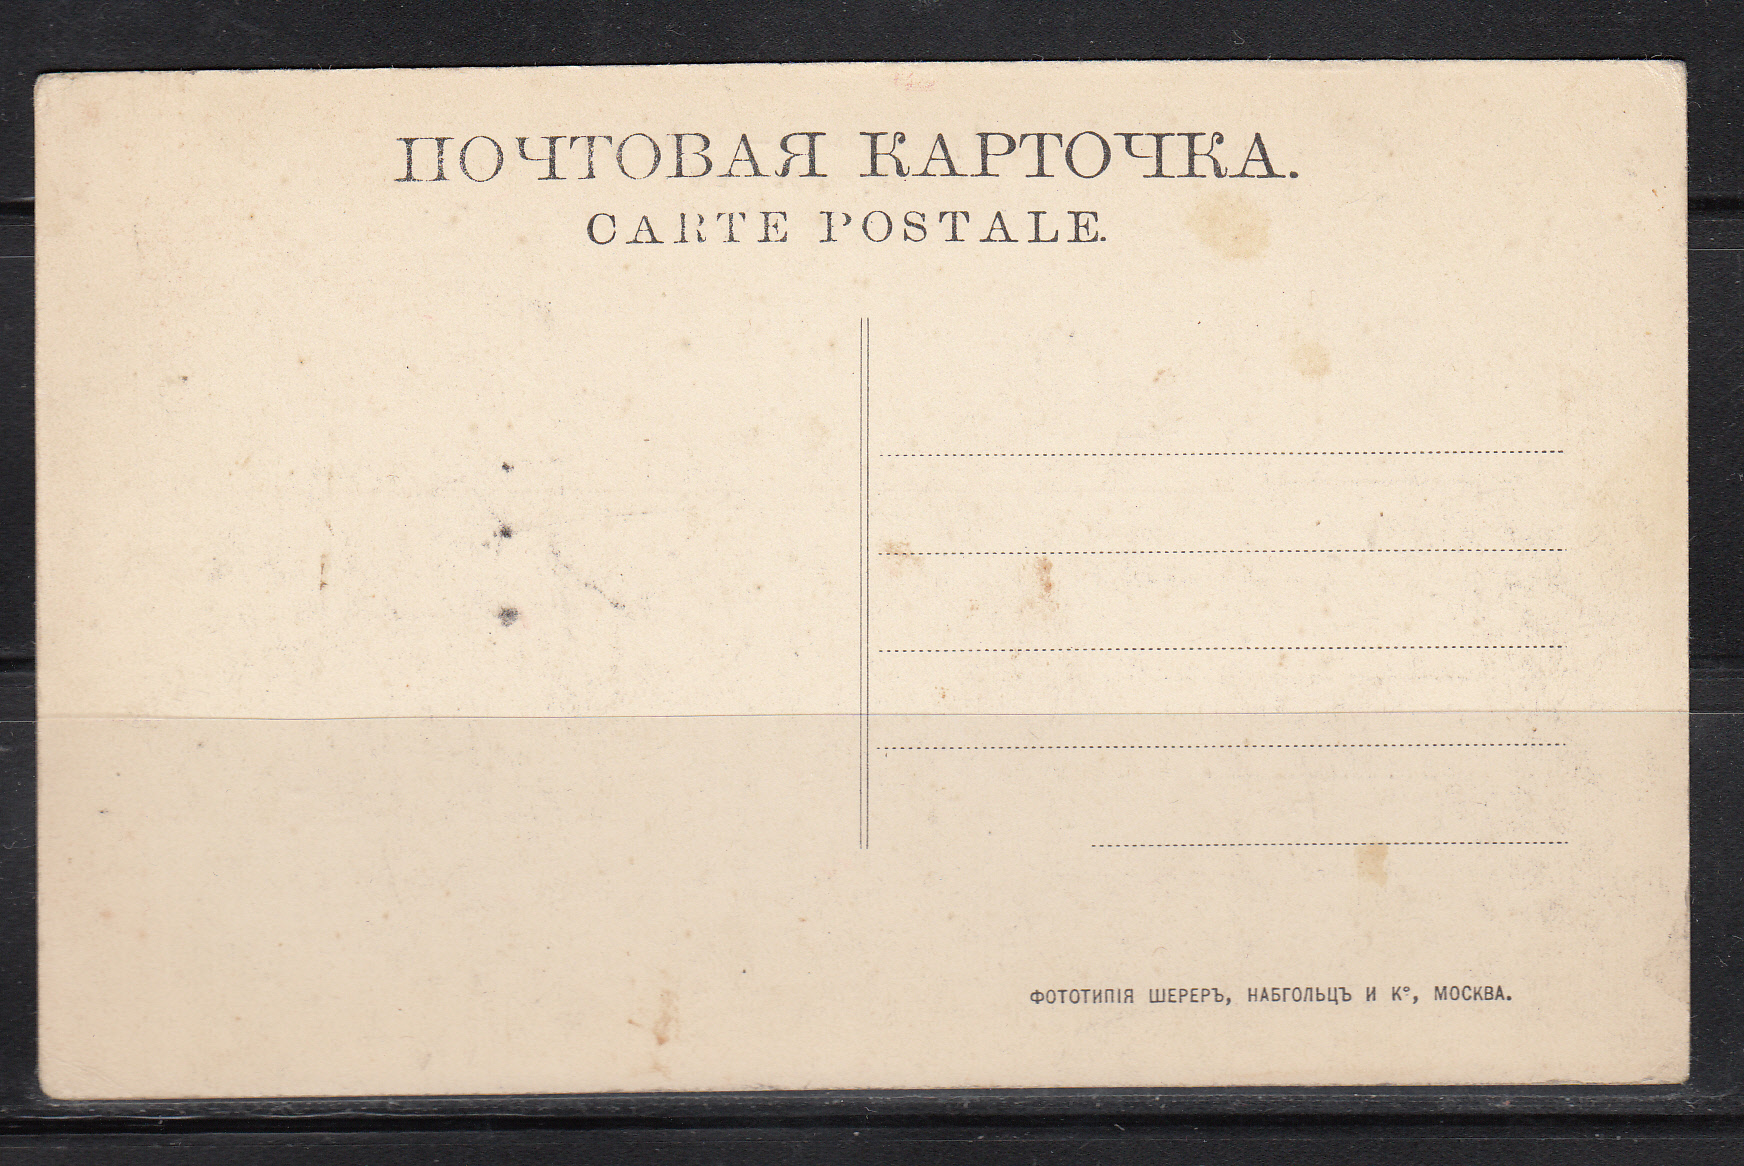 ПОЧТОВАЯ КАРТОЧКА.
CARTE POSTALE.
ФОТОТИПІЯ ШЕРЕРЪ, НАБГОЛЬЦЪ И К°, МОСКВА.